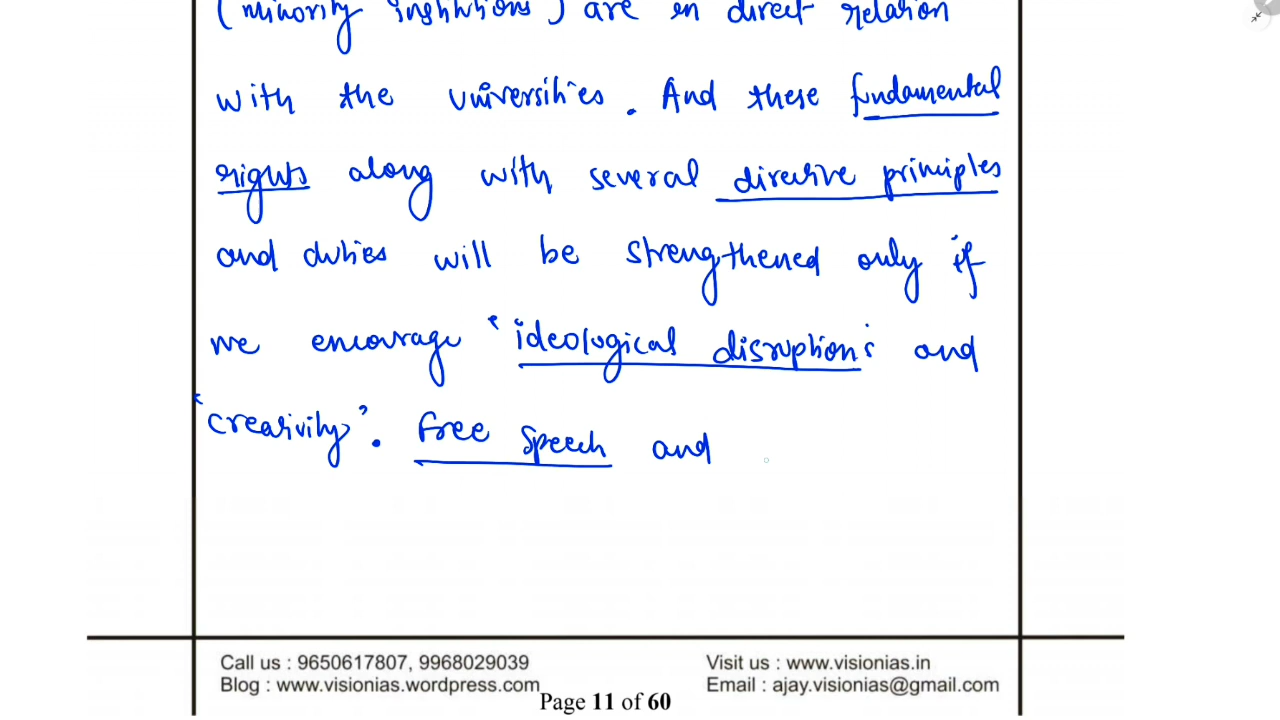 (minority institutions) are in direct relation
with the universities. And these fundamental
rights along with several directive principles
and duties will be strengthened only if
we encourage 'ideological disruption' and
'creativity'. Free speech and
Call us : 9650617807, 9968029039 Visit us : www.visionias.in
Blog : www.visionias.wordpress.com Page 11 of 60 Email : ajay.visionias@gmail.com